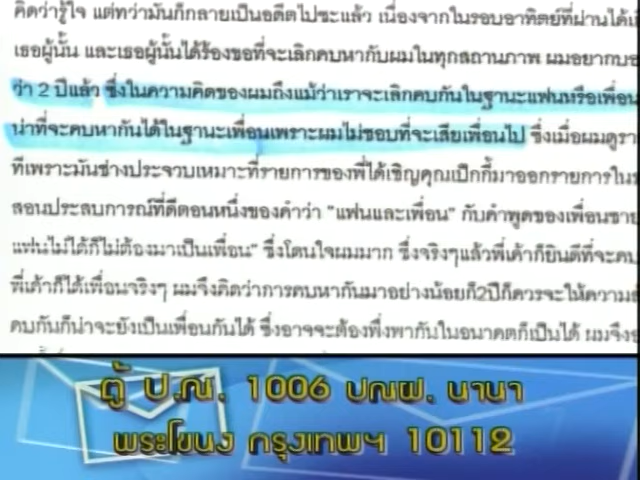 คิดว่ารู้ใจ แต่ทว่ามันก็กลายเป็นอดีตไปซะแล้ว เนื่องจากในรอบอาทิตย์ที่ผ่านได้
เธอผู้นั้น และเธอผู้นั้นได้ร้องขอที่จะเลิกคบหากับผมในทุกสถานภาพ ผมอยากบอ
ว่า 2 ปีแล้ว ซึ่งในความคิดของผมถึงแม้ว่าเราจะเลิกคบกันในฐานะแฟนหรือเพื่อน
น่าที่จะคบหากันได้ในฐานะเพื่อนเพราะผมไม่ชอบที่จะเสียเพื่อนไป ซึ่งเมื่อผมดูรา
ทีเพราะมันช่างประจวบเหมาะที่รายการของพี่ได้เชิญคุณเป๊กกี้มาออกรายการใน
สอนประสบการณ์ที่ดีตอนหนึ่งของคำว่า "แฟนและเพื่อน" กับคำพูดของเพื่อนชาย
แฟนไม่ได้ก็ไม่ต้องมาเป็นเพื่อน" ซึ่งโดนใจผมมาก ซึ่งจริงๆแล้วพี่เค้าก็ยินดีที่จะคบ
พี่เค้าก็ได้เพื่อนจริงๆ ผมจึงคิดว่าการคบหากันมาอย่างน้อยก็2ปีก็ควรจะให้ความ
คบกันก็น่าจะยังเป็นเพื่อนกันได้ ซึ่งอาจจะต้องพึ่งพากันในอนาคตก็เป็นได้ ผมจึง
ตู้ ป.ณ. 1006 ปณฝ. นานา
พระโขนง กรุงเทพฯ 10112